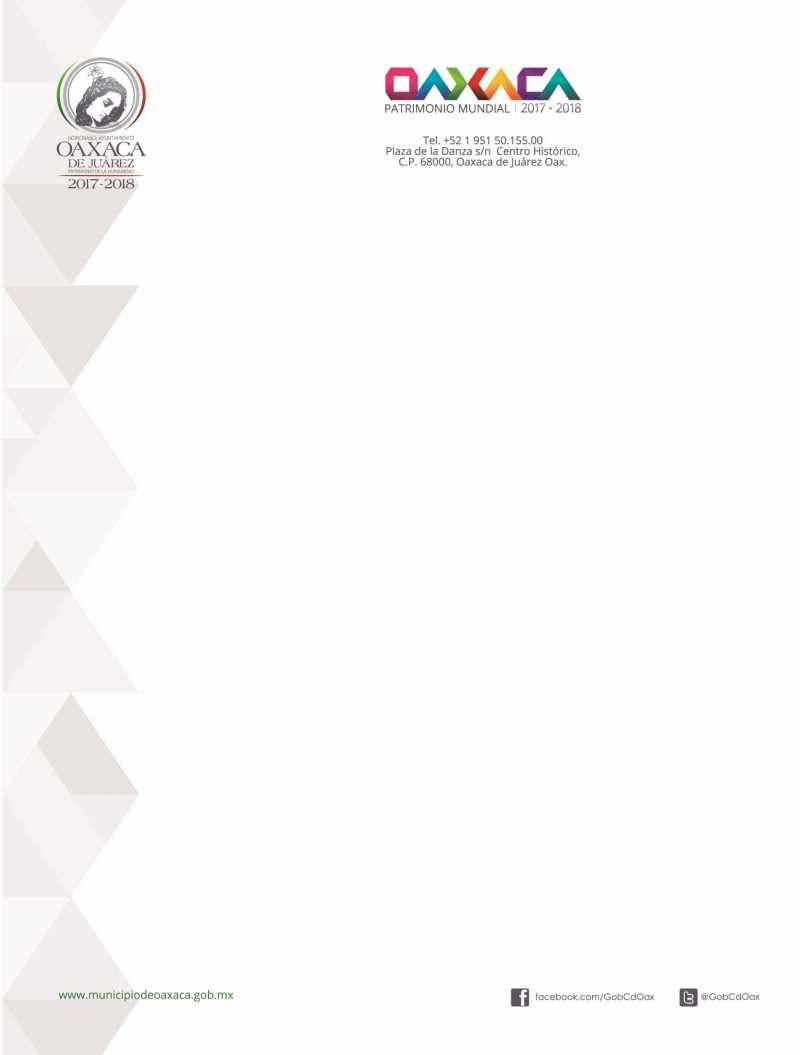 HONORABLE AYUNTAMIENTO
OAXACA
DE JUÁREZ
PATRIMONIO DE LA HUMANIDAD
2017-2018
OAXACA
PATRIMONIO MUNDIAL | 2017 • 2018
Tel. +52 1 951 50.155.00
Plaza de la Danza s/n Centro Histórico,
C.P. 68000, Oaxaca de Juárez Oax.
www.municipiodeoaxaca.gob.mx
facebook.com/GobCdOax
@GobCdOax